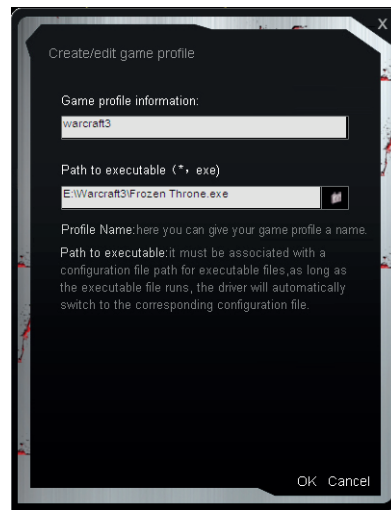 X
Create/edit game profile
Game profile information:
warcraft3
Path to executable (*, exe)
E:\Warcraft3\Frozen Throne.exe
Profile Name:here you can give your game profile a name.
Path to executable:it must be associated with a
configuration file path for executable files,as long as
the executable file runs, the driver will automatically
switch to the corresponding configuration file.
OK Cancel